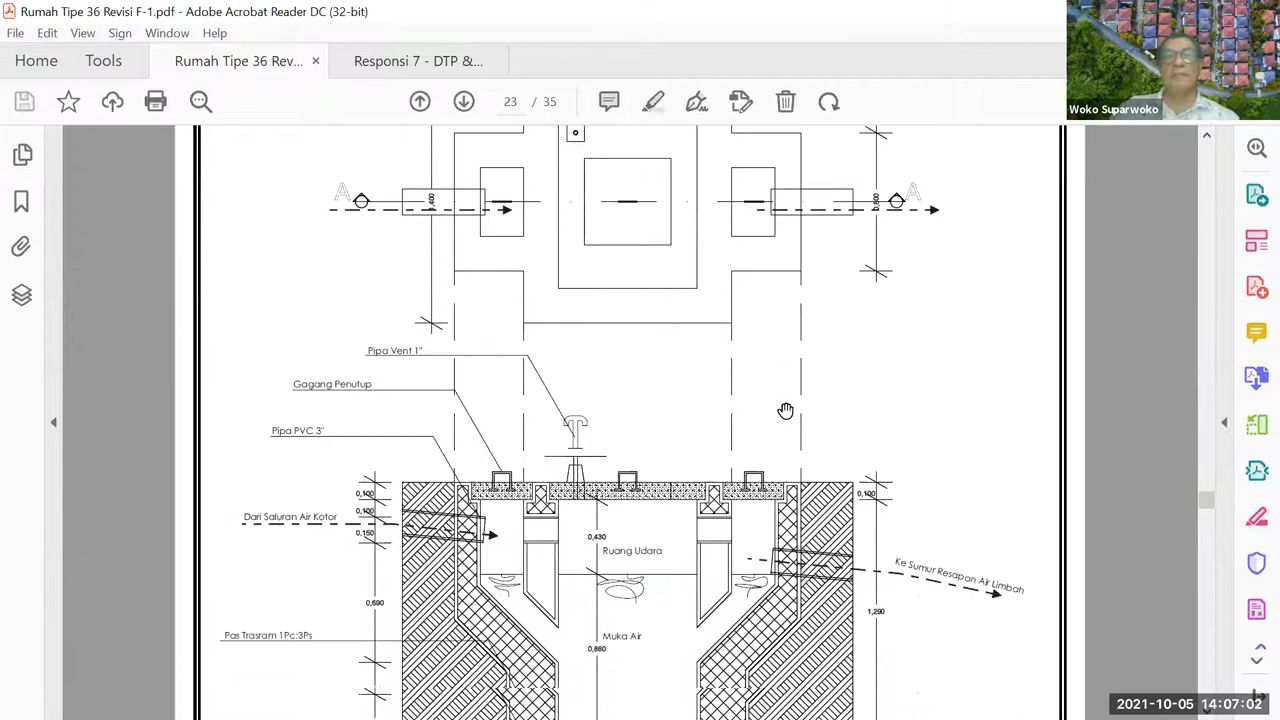 Rumah Tipe 36 Revisi F-1.pdf - Adobe Acrobat Reader DC (32-bit)
File Edit View Sign Window Help
Home Tools Rumah Tipe 36 Rev... × Responsi 7 - DTP &...
23 / 35
Woko Suparwoko
A A
0,400 0,600
Pipa Vent 1"
Gagang Penutup
Pipa PVC 3"
0,100 0,100
0,100
Dari Saluran Air Kotor
0,150
0,430
Ruang Udara
Ke Sumur Resapan Air Limbah
0,690
1,290
Pas Trasram 1Pc:3Ps
Muka Air
0,860
2021-10-05 14:07:02